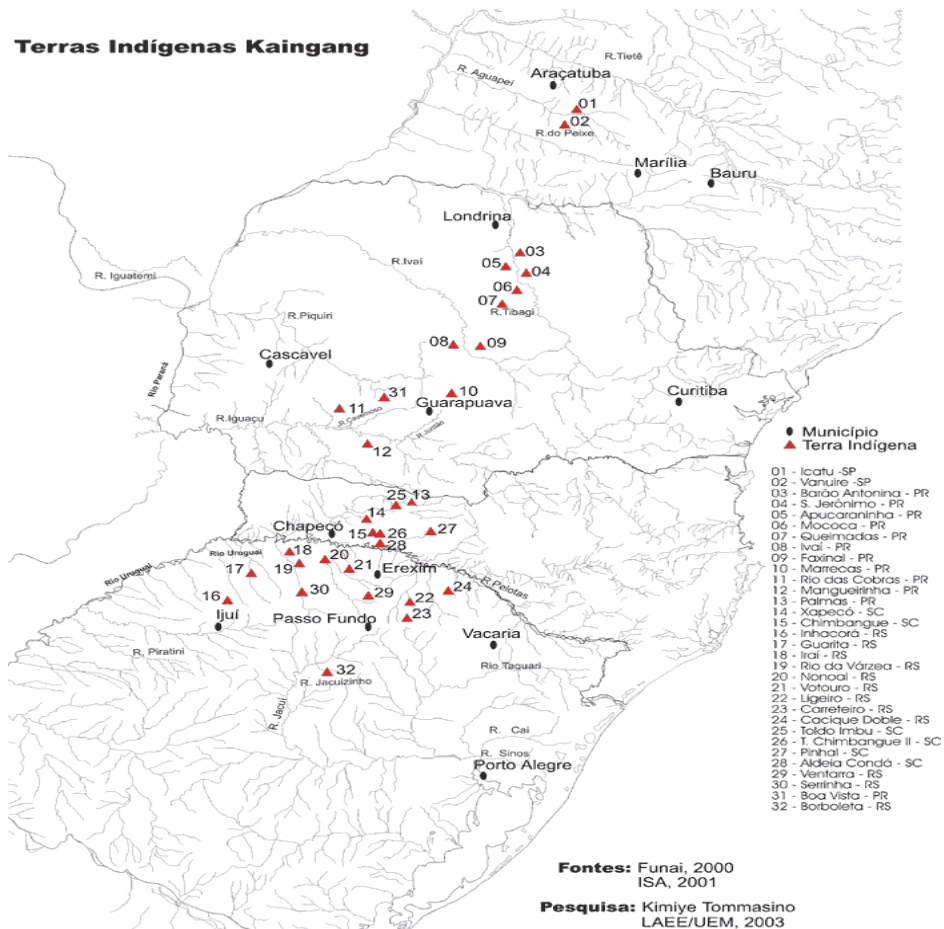 Terras Indígenas Kaingang
R.Tietê
R. Aguapeí
Araçatuba
01
02
R.do Peixe
Marília
Bauru
Londrina
03
R.Ivaí
05
04
R. Iguatemi
06
07
R.Tibagi
R.Piquiri
08
09
Cascavel
Rio Paraná
31
10
Curitiba
11
Guarapuava
R.Cavernoso
R.Iguaçu
R.Jordão
12
Município
Terra Indígena
01 - Icatu -SP
02 - Vanuire -SP
03 - Barão Antonina - PR
04 - S. Jerônimo - PR
05 - Apucaraninha - PR
06 - Mococa - PR
07 - Queimadas - PR
08 - Ivaí - PR
09 - Faxinal - PR
10 - Marrecas - PR
11 - Rio das Cobras - PR
12 - Mangueirinha - PR
13 - Palmas - PR
14 - Xapecó - SC
15 - Chimbangue - SC
16 - Inhacorá - RS
17 - Guarita - RS
18 - Iraí - RS
19 - Rio da Várzea - RS
20 - Nonoai - RS
21 - Votouro - RS
22 - Ligeiro - RS
23 - Carreteiro - RS
24 - Cacique Doble - RS
25 - Toldo Imbu - SC
26 - T. Chimbangue II - SC
27 - Pinhal - SC
28 - Aldeia Condá - SC
29 - Ventarra - RS
30 - Serrinha - RS
31 - Boa Vista - PR
32 - Borboleta - RS
25
13
14
Chapecó
15
26
27
28
Rio Uruguai
18
20
Rio Uruguai
19
21
Erexim
17
R. Pelotas
24
30
29
22
16
23
Ijuí
Passo Fundo
Vacaria
R. Piratini
Rio Taquari
32
R. Jacuizinho
R. Jacuí
R. Cai
R. Sinos
Porto Alegre
Fontes: Funai, 2000
ISA, 2001
Pesquisa: Kimiye Tommasino
LAEE/UEM, 2003